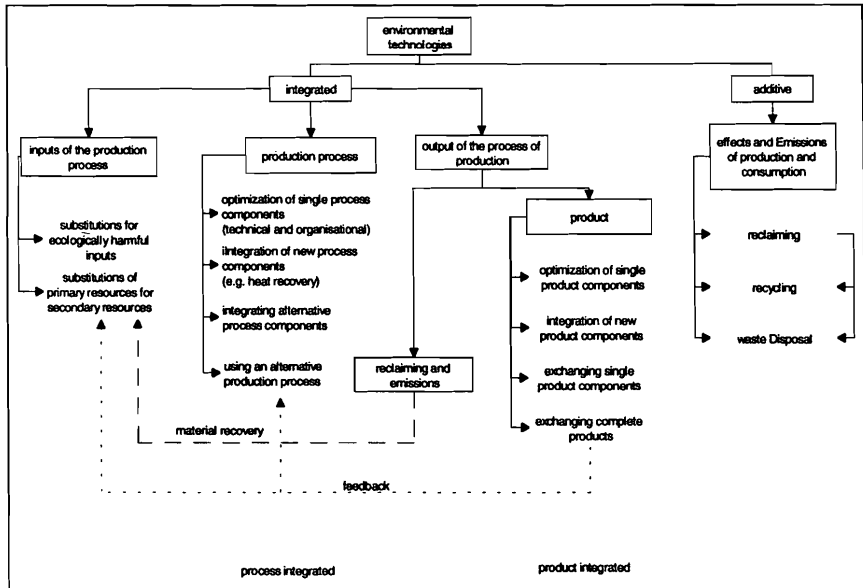 environmental
technologies
integrated
additive
inputs of the production
process
production process
output of the process of
production
effects and Emissions
of production and
consumption
substitutions for
ecologically harmful
inputs
substitutions of
primary resources for
secondary resources
optimization of single process
components
(technical and organisational)
iIntegration of new process
components
(e.g. heat recovery)
integrating alternative
process components
using an alternative
production process
reclaiming and
emissions
product
optimization of single
product components
integration of new
product components
exchanging single
product components
exchanging complete
products
reclaiming
recycling
waste Disposal
material recovery
feedback
process integrated
product integrated